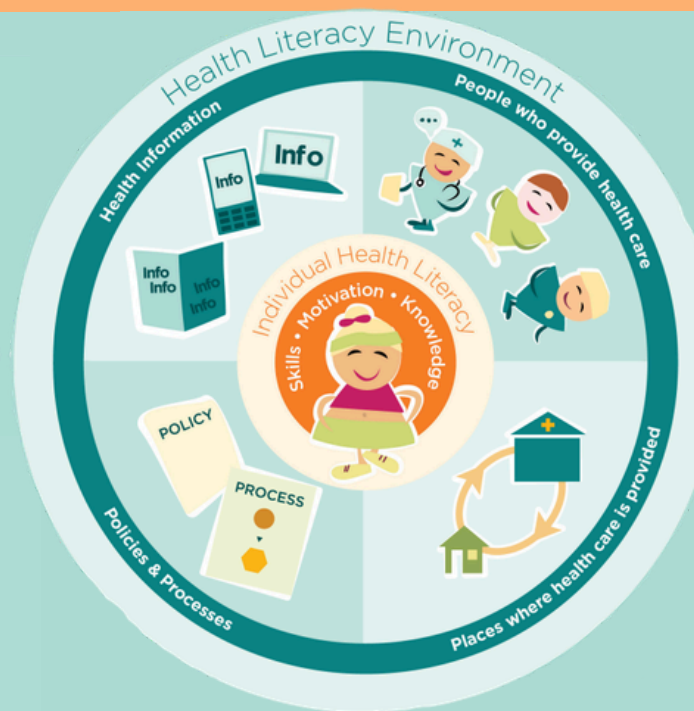 Health Literacy Environment
Health Information
People who provide health care
Info
Info
Info
Info
Info
Info
Individual Health Literacy
Skills • Motivation • Knowledge
POLICY
PROCESS
Policies & Processes
Places where health care is provided